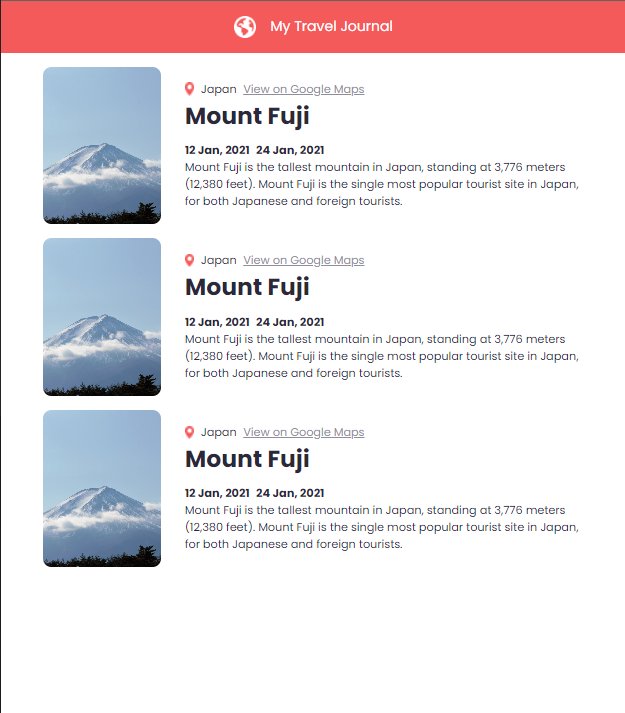 My Travel Journal
Japan View on Google Maps
Mount Fuji
12 Jan, 2021 24 Jan, 2021
Mount Fuji is the tallest mountain in Japan, standing at 3,776 meters
(12,380 feet). Mount Fuji is the single most popular tourist site in Japan,
for both Japanese and foreign tourists.
Japan View on Google Maps
Mount Fuji
12 Jan, 2021 24 Jan, 2021
Mount Fuji is the tallest mountain in Japan, standing at 3,776 meters
(12,380 feet). Mount Fuji is the single most popular tourist site in Japan,
for both Japanese and foreign tourists.
Japan View on Google Maps
Mount Fuji
12 Jan, 2021 24 Jan, 2021
Mount Fuji is the tallest mountain in Japan, standing at 3,776 meters
(12,380 feet). Mount Fuji is the single most popular tourist site in Japan,
for both Japanese and foreign tourists.